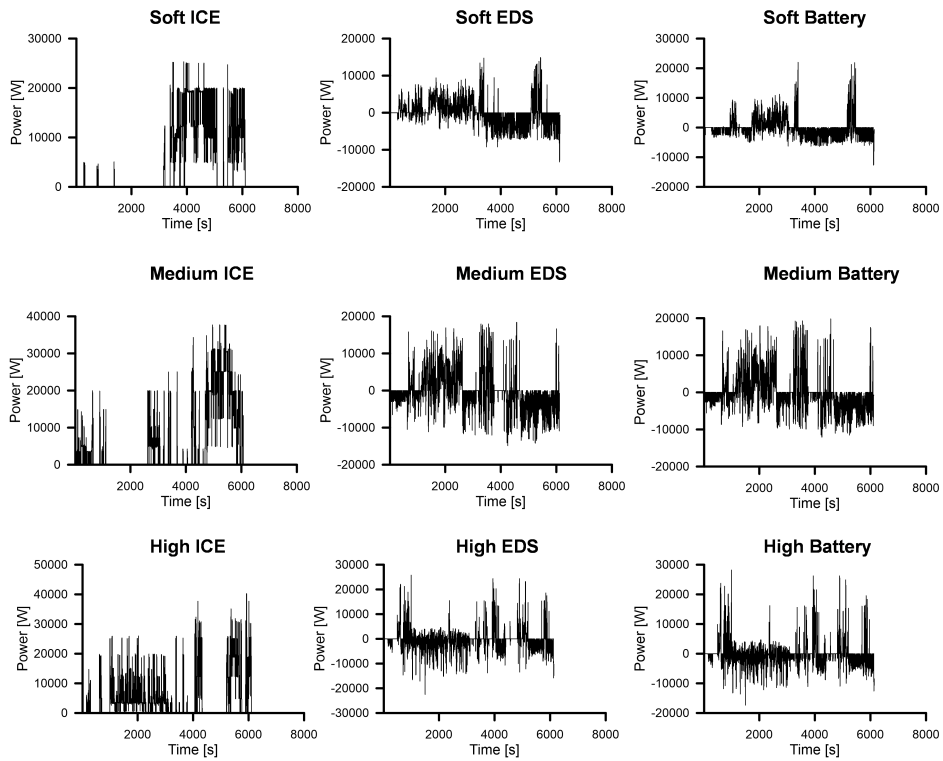 Soft ICE
Soft EDS
Soft Battery
30000
20000
10000
0
Power [W]
2000 4000 6000 8000
Time [s]
20000
10000
0
-10000
-20000
Power [W]
2000 4000 6000 8000
Time [s]
30000
20000
10000
0
-10000
-20000
Power [W]
2000 4000 6000 8000
Time [s]
Medium ICE
Medium EDS
Medium Battery
40000
30000
20000
10000
0
Power [W]
2000 4000 6000 8000
Time [s]
20000
10000
0
-10000
-20000
Power [W]
2000 4000 6000 8000
Time [s]
20000
10000
0
-10000
-20000
Power [W]
2000 4000 6000 8000
Time [s]
High ICE
High EDS
High Battery
50000
40000
30000
20000
10000
0
Power [W]
2000 4000 6000 8000
Time [s]
30000
20000
10000
0
-10000
-20000
-30000
Power [W]
2000 4000 6000 8000
Time [s]
30000
20000
10000
0
-10000
-20000
Power [W]
2000 4000 6000 8000
Time [s]